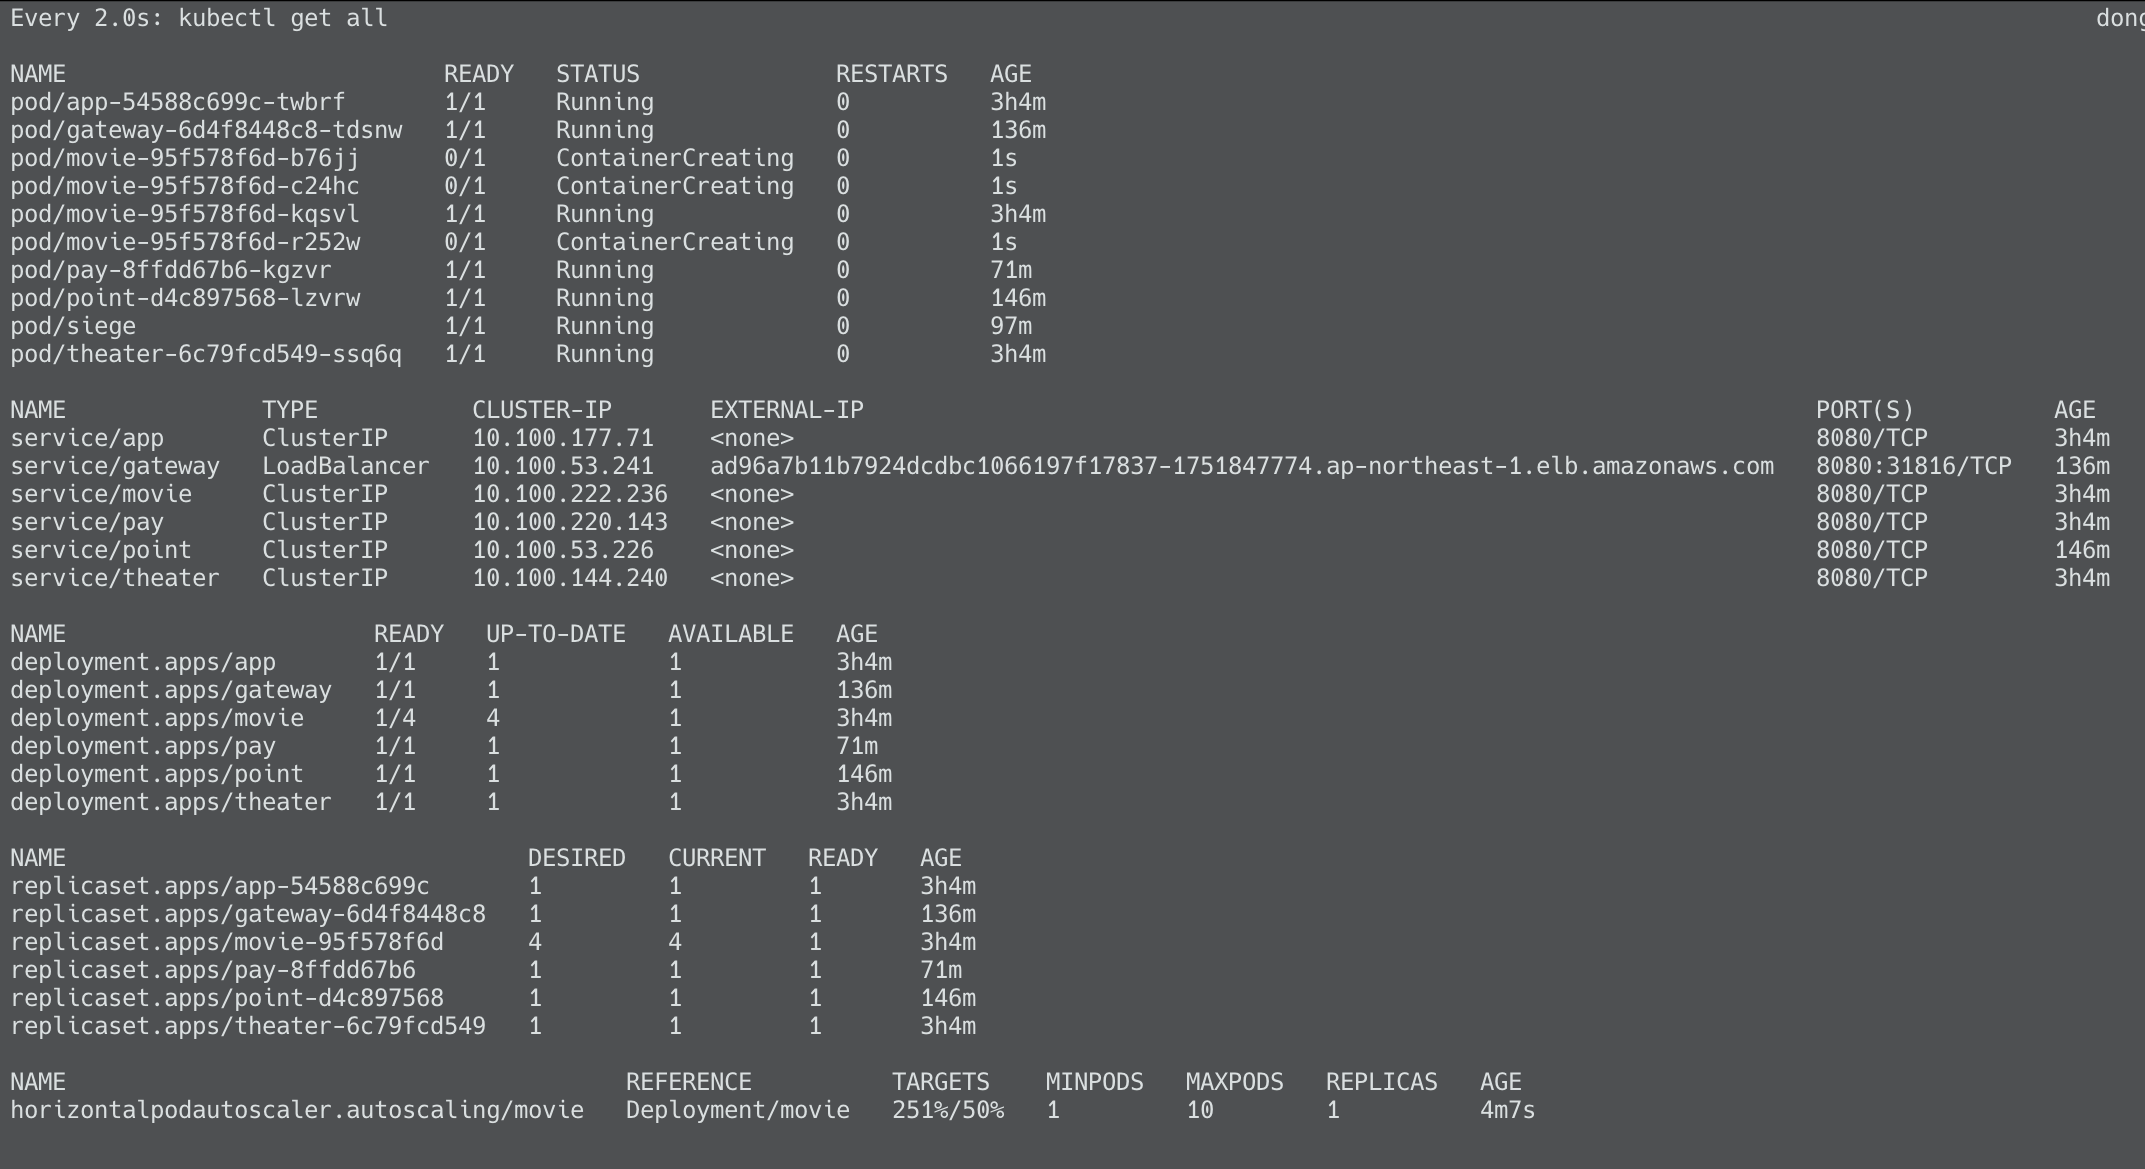 Every 2.0s: kubectl get all dong
NAME READY STATUS RESTARTS AGE
pod/app-54588c699c-twbrf 1/1 Running 0 3h4m
pod/gateway-6d4f8448c8-tdsnw 1/1 Running 0 136m
pod/movie-95f578f6d-b76jj 0/1 ContainerCreating 0 1s
pod/movie-95f578f6d-c24hc 0/1 ContainerCreating 0 1s
pod/movie-95f578f6d-kqsvl 1/1 Running 0 3h4m
pod/movie-95f578f6d-r252w 0/1 ContainerCreating 0 1s
pod/pay-8ffdd67b6-kgzvr 1/1 Running 0 71m
pod/point-d4c897568-lzvrw 1/1 Running 0 146m
pod/siege 1/1 Running 0 97m
pod/theater-6c79fcd549-ssq6q 1/1 Running 0 3h4m
NAME TYPE CLUSTER-IP EXTERNAL-IP PORT(S) AGE
service/app ClusterIP 10.100.177.71 <none> 8080/TCP 3h4m
service/gateway LoadBalancer 10.100.53.241 ad96a7b11b7924dcdbc1066197f17837-1751847774.ap-northeast-1.elb.amazonaws.com 8080:31816/TCP 136m
service/movie ClusterIP 10.100.222.236 <none> 8080/TCP 3h4m
service/pay ClusterIP 10.100.220.143 <none> 8080/TCP 3h4m
service/point ClusterIP 10.100.53.226 <none> 8080/TCP 146m
service/theater ClusterIP 10.100.144.240 <none> 8080/TCP 3h4m
NAME READY UP-TO-DATE AVAILABLE AGE
deployment.apps/app 1/1 1 1 3h4m
deployment.apps/gateway 1/1 1 1 136m
deployment.apps/movie 1/4 4 1 3h4m
deployment.apps/pay 1/1 1 1 71m
deployment.apps/point 1/1 1 1 146m
deployment.apps/theater 1/1 1 1 3h4m
NAME DESIRED CURRENT READY AGE
replicaset.apps/app-54588c699c 1 1 1 3h4m
replicaset.apps/gateway-6d4f8448c8 1 1 1 136m
replicaset.apps/movie-95f578f6d 4 4 1 3h4m
replicaset.apps/pay-8ffdd67b6 1 1 1 71m
replicaset.apps/point-d4c897568 1 1 1 146m
replicaset.apps/theater-6c79fcd549 1 1 1 3h4m
NAME REFERENCE TARGETS MINPODS MAXPODS REPLICAS AGE
horizontalpodautoscaler.autoscaling/movie Deployment/movie 251%/50% 1 10 1 4m7s